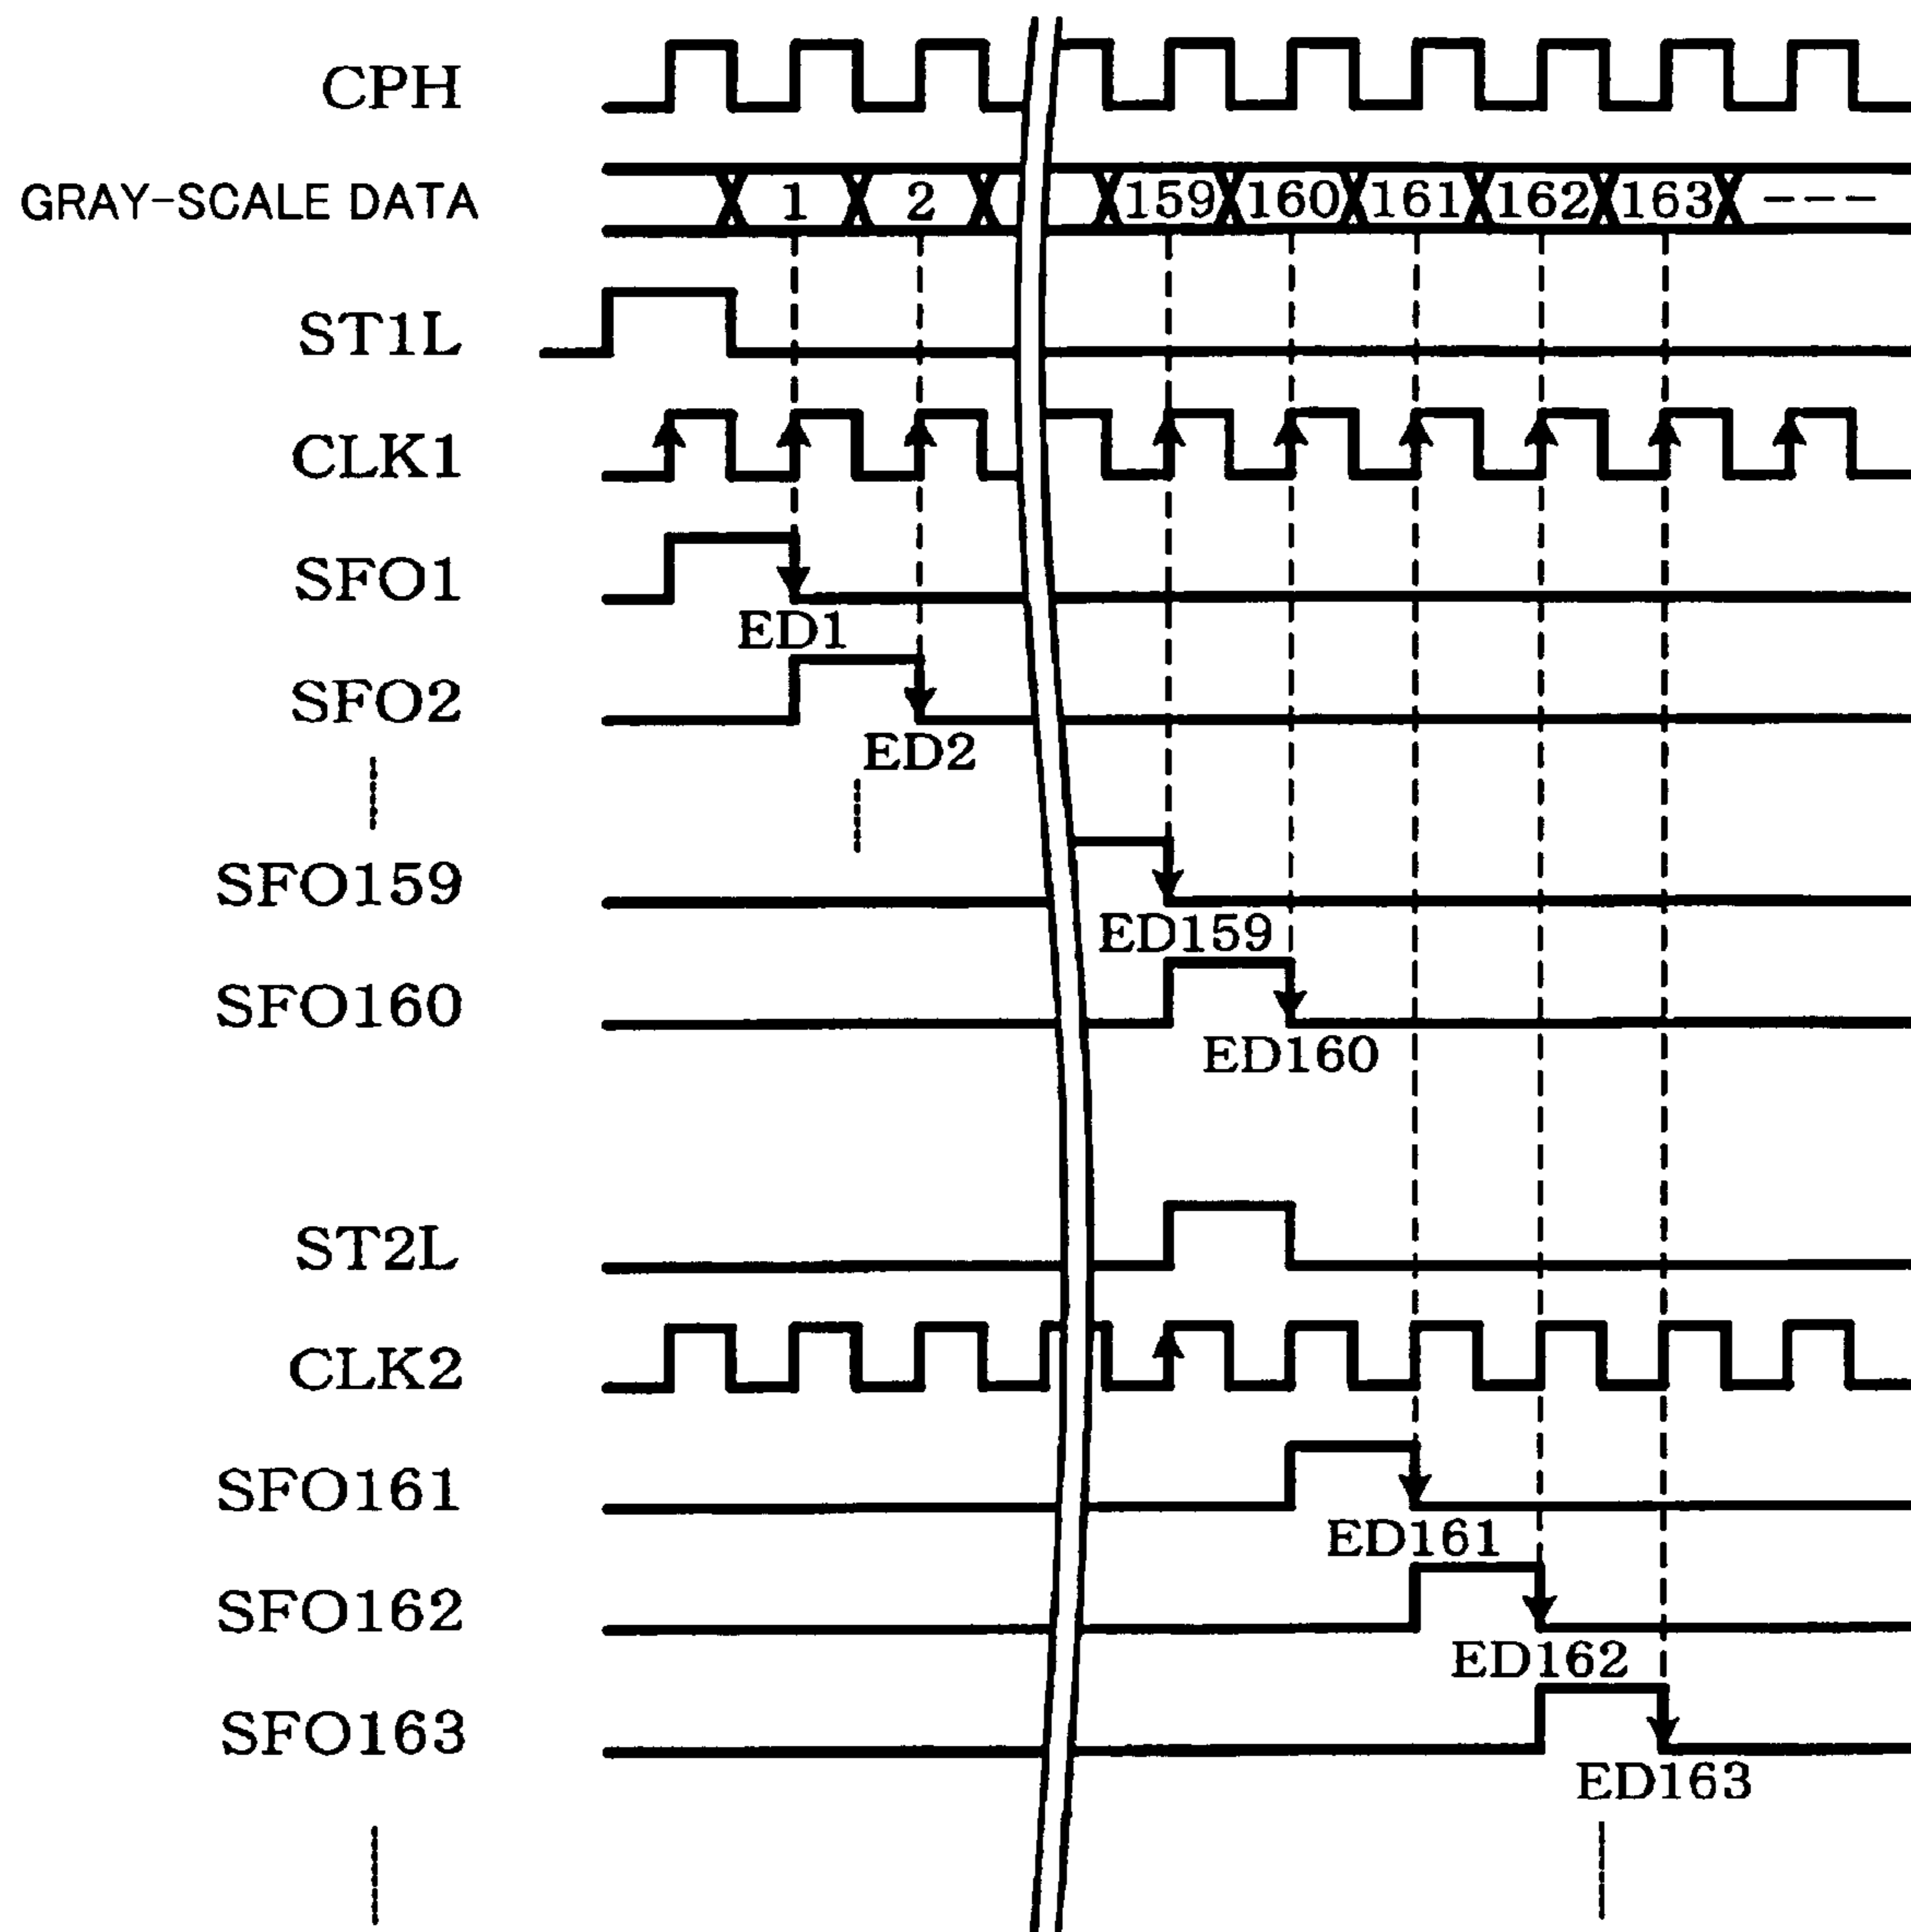 CPH
GRAY-SCALE DATA 1 2 159 160 161 162 163 ---
ST1L
CLK1
SFO1
ED1
SFO2
ED2
SFO159
ED159
SFO160
ED160
ST2L
CLK2
SFO161
ED161
SFO162
ED162
SFO163
ED163